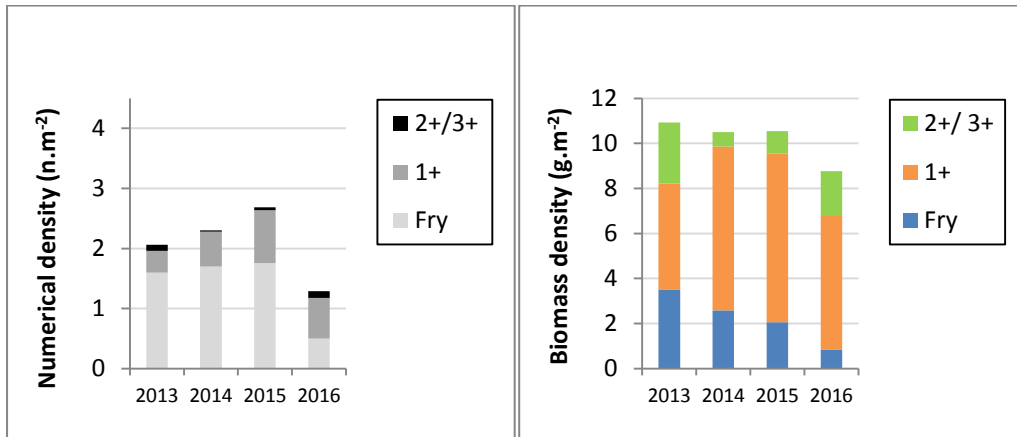 Numerical density (n.m-2)
4
3
2
1
0
2013 2014 2015 2016
2+/3+
1+
Fry
Biomass density (g.m-2)
12
10
8
6
4
2
0
2013 2014 2015 2016
2+/ 3+
1+
Fry